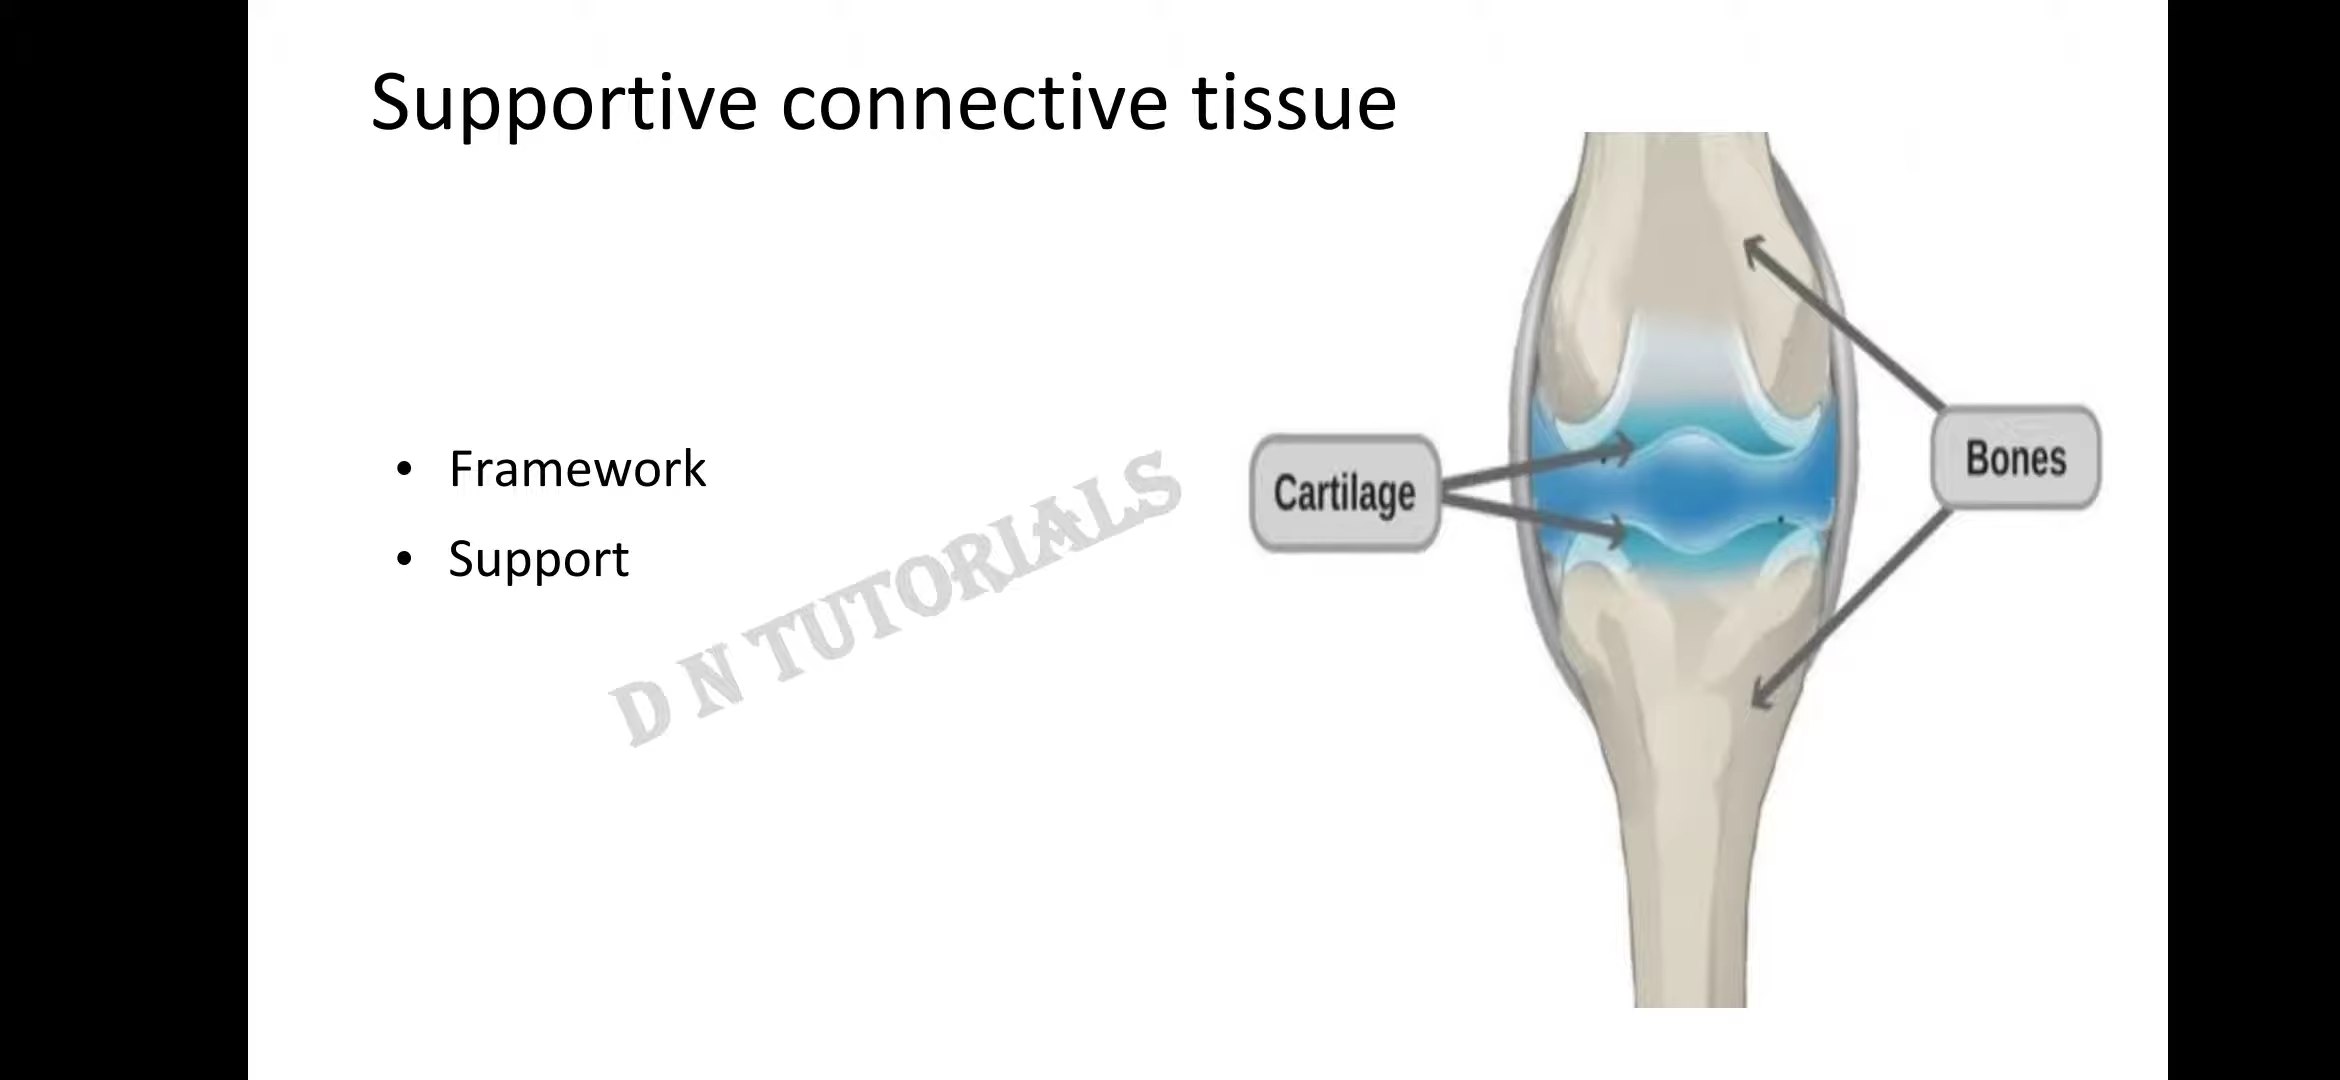 Supportive connective tissue
• Framework
• Support
D N TUTORIALS
Cartilage
Bones